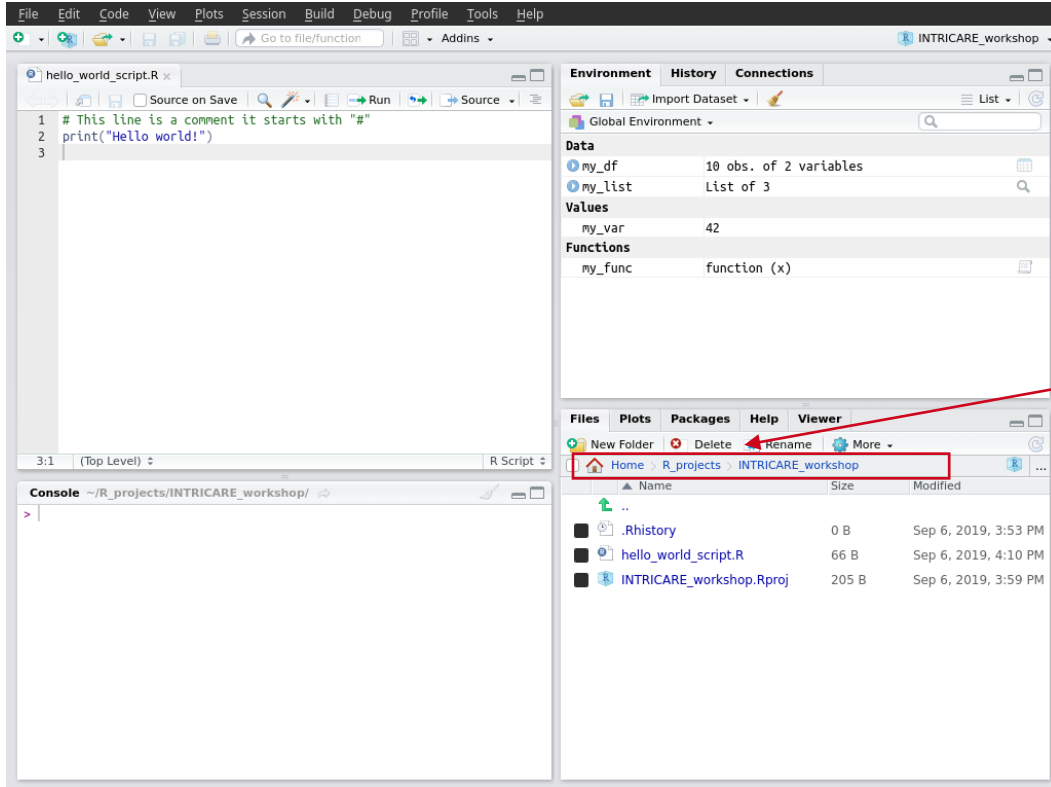 File Edit Code View Plots Session Build Debug Profile Tools Help
Go to file/function Addins INTRICARE_workshop
hello_world_script.R
Source on Save Run Source
1 # This line is a comment it starts with "#"
2 print("Hello world!")
3
3:1 (Top Level) R Script
Console ~/R_projects/INTRICARE_workshop/
>
Environment History Connections
Import Dataset List
Global Environment
Data
my_df 10 obs. of 2 variables
my_list List of 3
Values
my_var 42
Functions
my_func function (x)
Files Plots Packages Help Viewer
New Folder Delete Rename More
Home > R_projects > INTRICARE_workshop R ...
Name Size Modified
..
.Rhistory 0 B Sep 6, 2019, 3:53 PM
hello_world_script.R 66 B Sep 6, 2019, 4:10 PM
INTRICARE_workshop.Rproj 205 B Sep 6, 2019, 3:59 PM